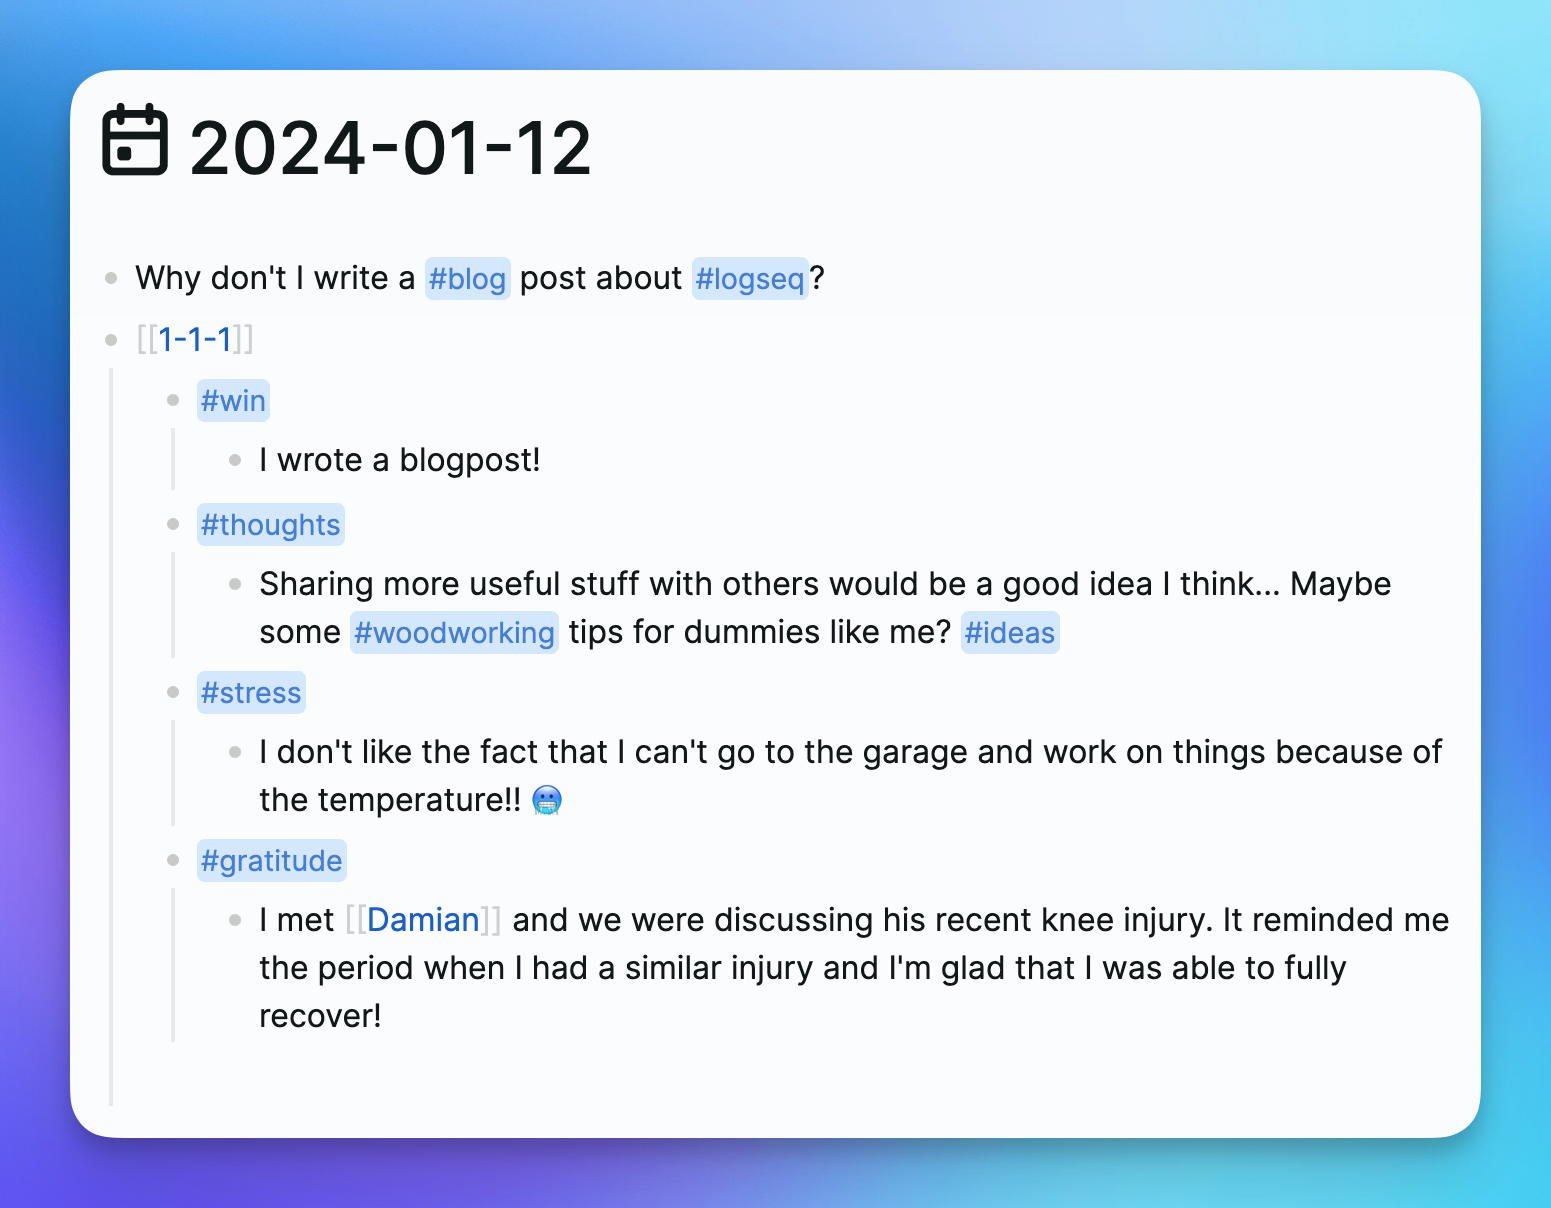 2024-01-12
Why don't I write a #blog post about #logseq?
[[1-1-1]]
#win
I wrote a blogpost!
#thoughts
Sharing more useful stuff with others would be a good idea I think... Maybe
some #woodworking tips for dummies like me? #ideas
#stress
I don't like the fact that I can't go to the garage and work on things because of
the temperature!! 🥶
#gratitude
I met [[Damian]] and we were discussing his recent knee injury. It reminded me
the period when I had a similar injury and I'm glad that I was able to fully
recover!